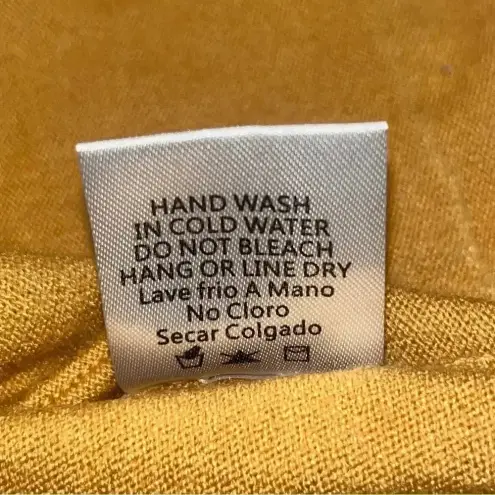 HAND WASH
IN COLD WATER
DO NOT BLEACH
HANG OR LINE DRY
Lave frio A Mano
No Cloro
Secar Colgado